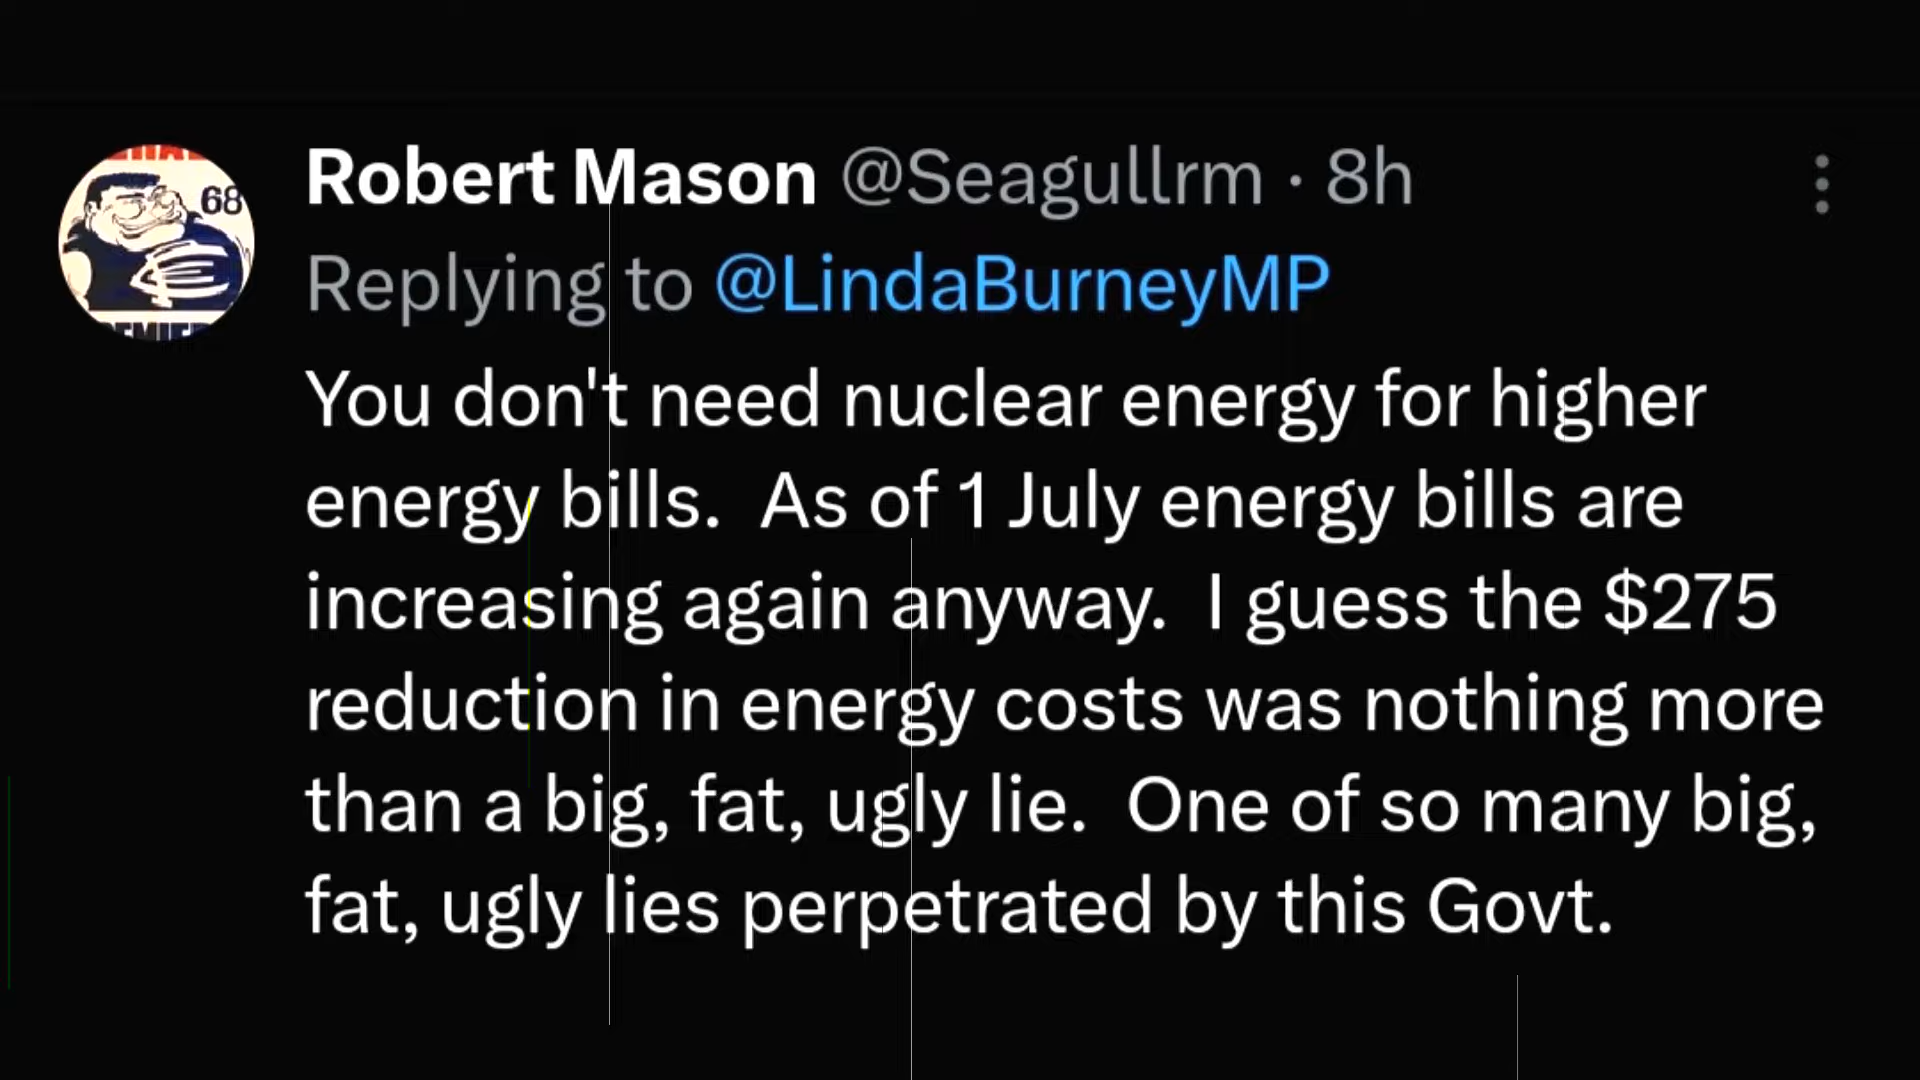 Robert Mason @Seagullrm · 8h
Replying to @LindaBurneyMP
You don't need nuclear energy for higher
energy bills.  As of 1 July energy bills are
increasing again anyway.  I guess the $275
reduction in energy costs was nothing more
than a big, fat, ugly lie.  One of so many big,
fat, ugly lies perpetrated by this Govt.
68